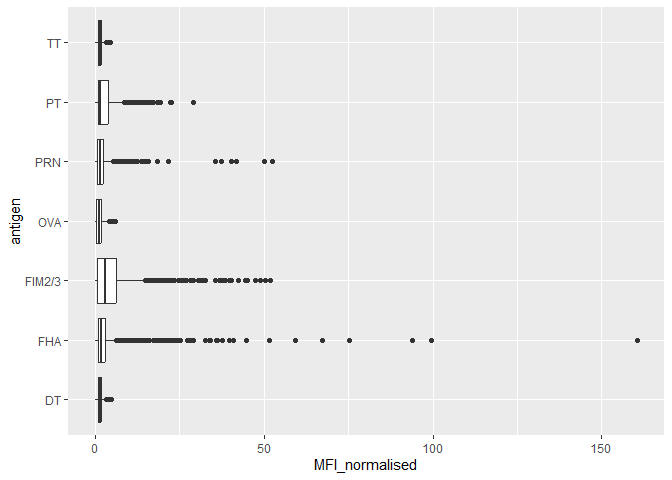 TT
PT
PRN
OVA
FIM2/3
FHA
DT
antigen
0 50 100 150
MFI_normalised